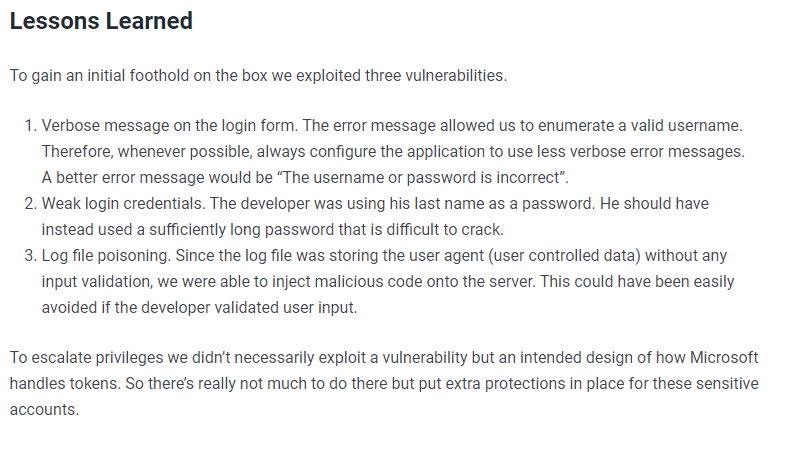 Lessons Learned
To gain an initial foothold on the box we exploited three vulnerabilities.
1. Verbose message on the login form. The error message allowed us to enumerate a valid username.
Therefore, whenever possible, always configure the application to use less verbose error messages.
A better error message would be “The username or password is incorrect”.
2. Weak login credentials. The developer was using his last name as a password. He should have
instead used a sufficiently long password that is difficult to crack.
3. Log file poisoning. Since the log file was storing the user agent (user controlled data) without any
input validation, we were able to inject malicious code onto the server. This could have been easily
avoided if the developer validated user input.
To escalate privileges we didn’t necessarily exploit a vulnerability but an intended design of how Microsoft
handles tokens. So there’s really not much to do there but put extra protections in place for these sensitive
accounts.